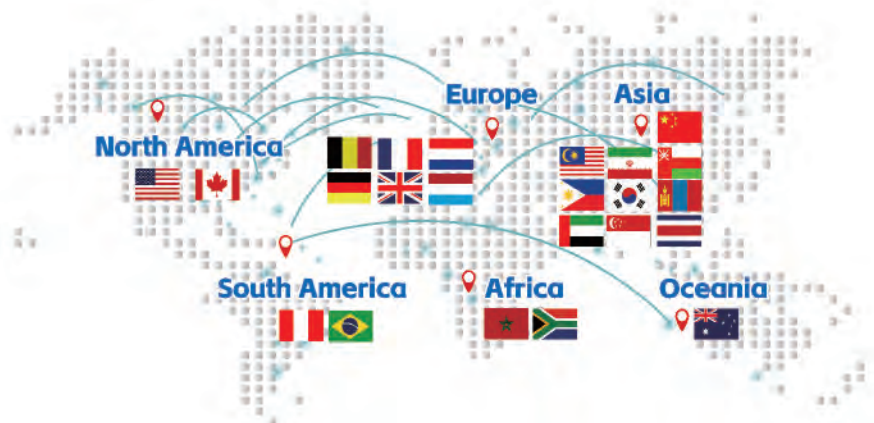 Europe
Asia
North America
South America
Africa
Oceania